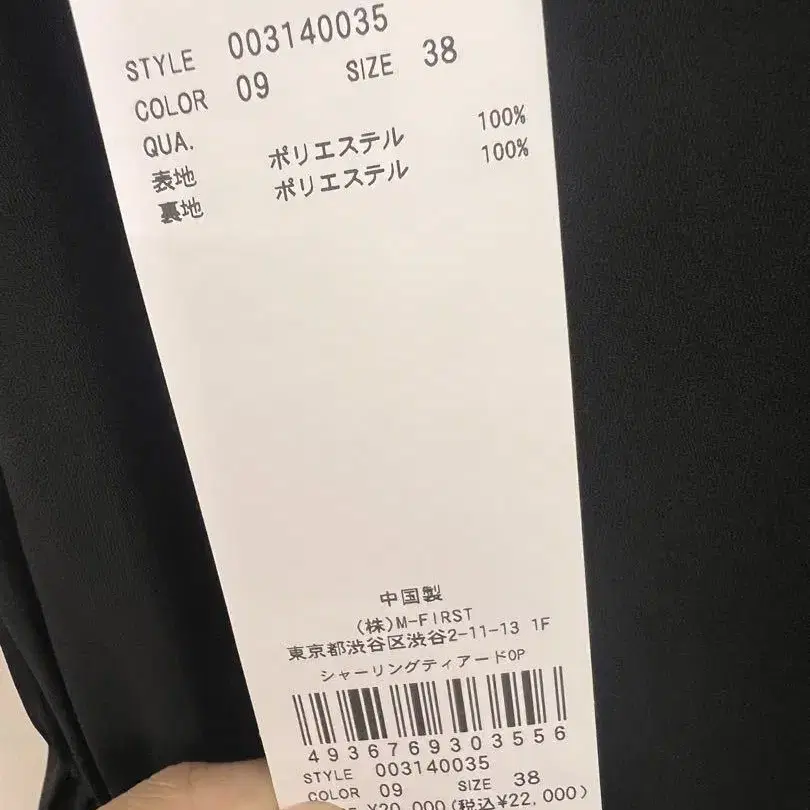 STYLE 003140035
COLOR 09 SIZE 38
QUA.
表地 ポリエステル 100%
裏地 ポリエステル 100%
中国製
(株)M-FIRST
東京都渋谷区渋谷2-11-13 1F
シャーリングティアードOP
4936769303556
STYLE 003140035
COLOR 09 SIZE 38
¥20,000(税込¥22,000)